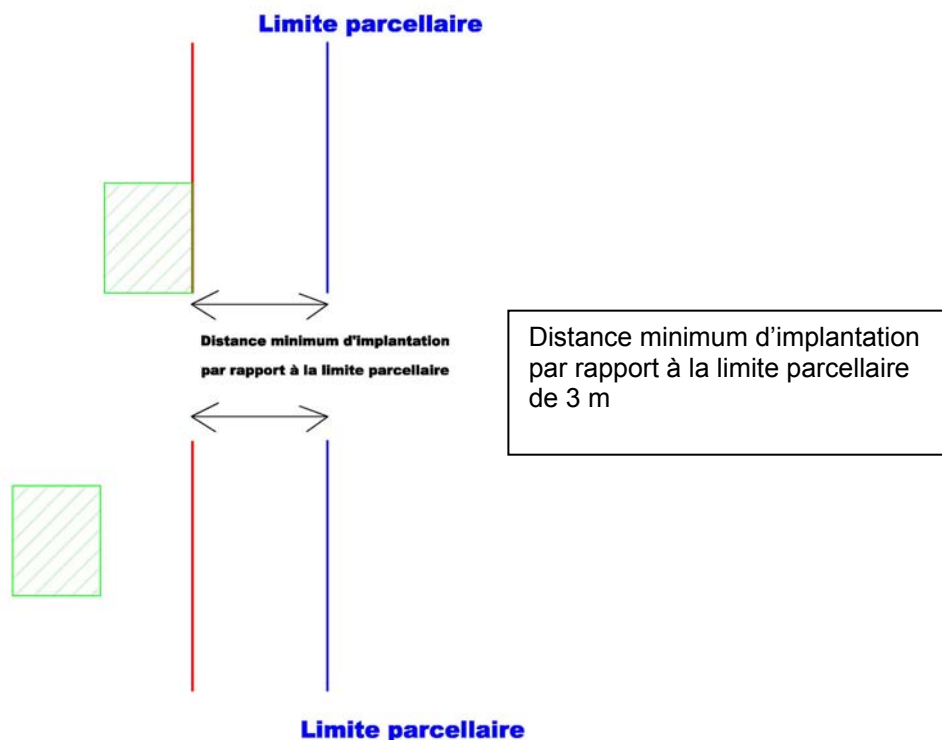 Limite parcellaire
Distance minimum d'implantation
par rapport à la limite parcellaire
Distance minimum d’implantation
par rapport à la limite parcellaire
de 3 m
Limite parcellaire